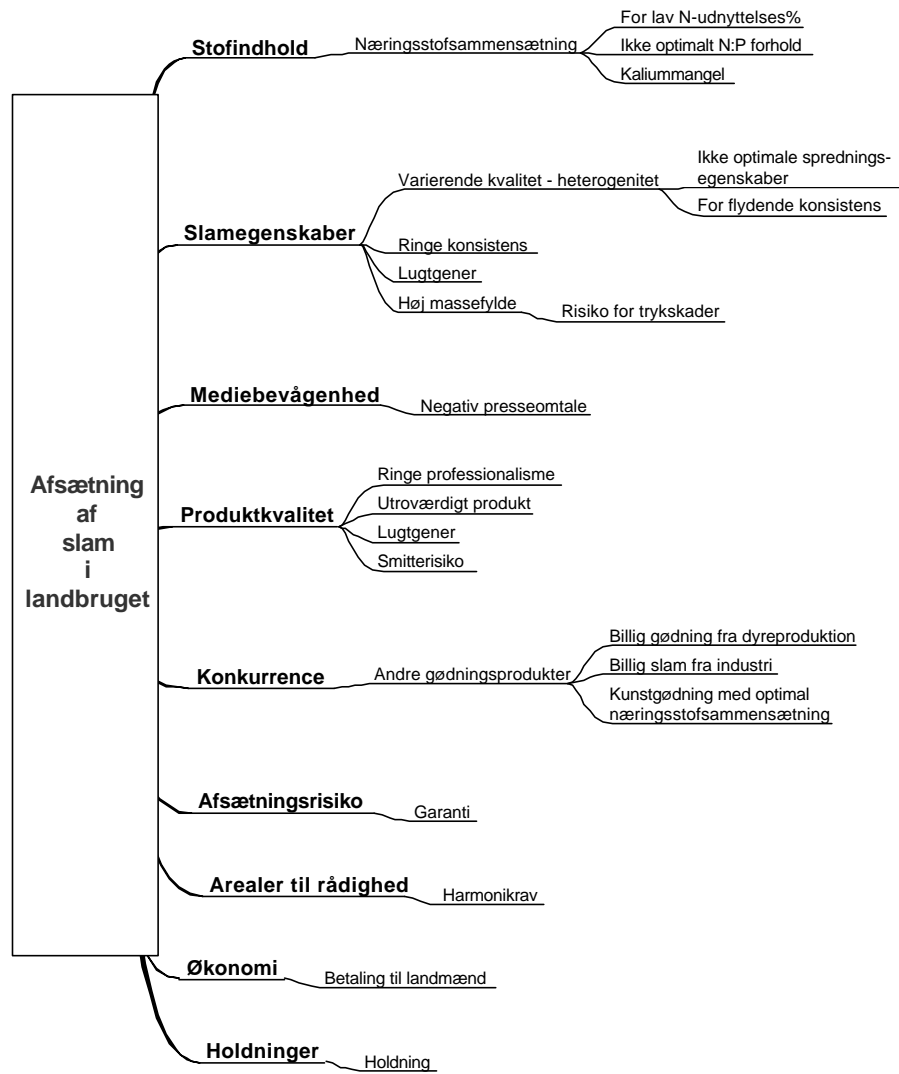 Afsætning
af
slam
i
landbruget
Stofindhold
Næringsstofsammensætning
For lav N-udnyttelses%
Ikke optimalt N:P forhold
Kaliummangel
Slamegenskaber
Varierende kvalitet - heterogenitet
Ikke optimale sprednings-
egenskaber
For flydende konsistens
Ringe konsistens
Lugtgener
Høj massefylde
Risiko for trykskader
Mediebevågenhed
Negativ presseomtale
Produktkvalitet
Ringe professionalisme
Utroværdigt produkt
Lugtgener
Smitterisiko
Konkurrence
Andre gødningsprodukter
Billig gødning fra dyreproduktion
Billig slam fra industri
Kunstgødning med optimal
næringsstofsammensætning
Afsætningsrisiko
Garanti
Arealer til rådighed
Harmonikrav
Økonomi
Betaling til landmænd
Holdninger
Holdning